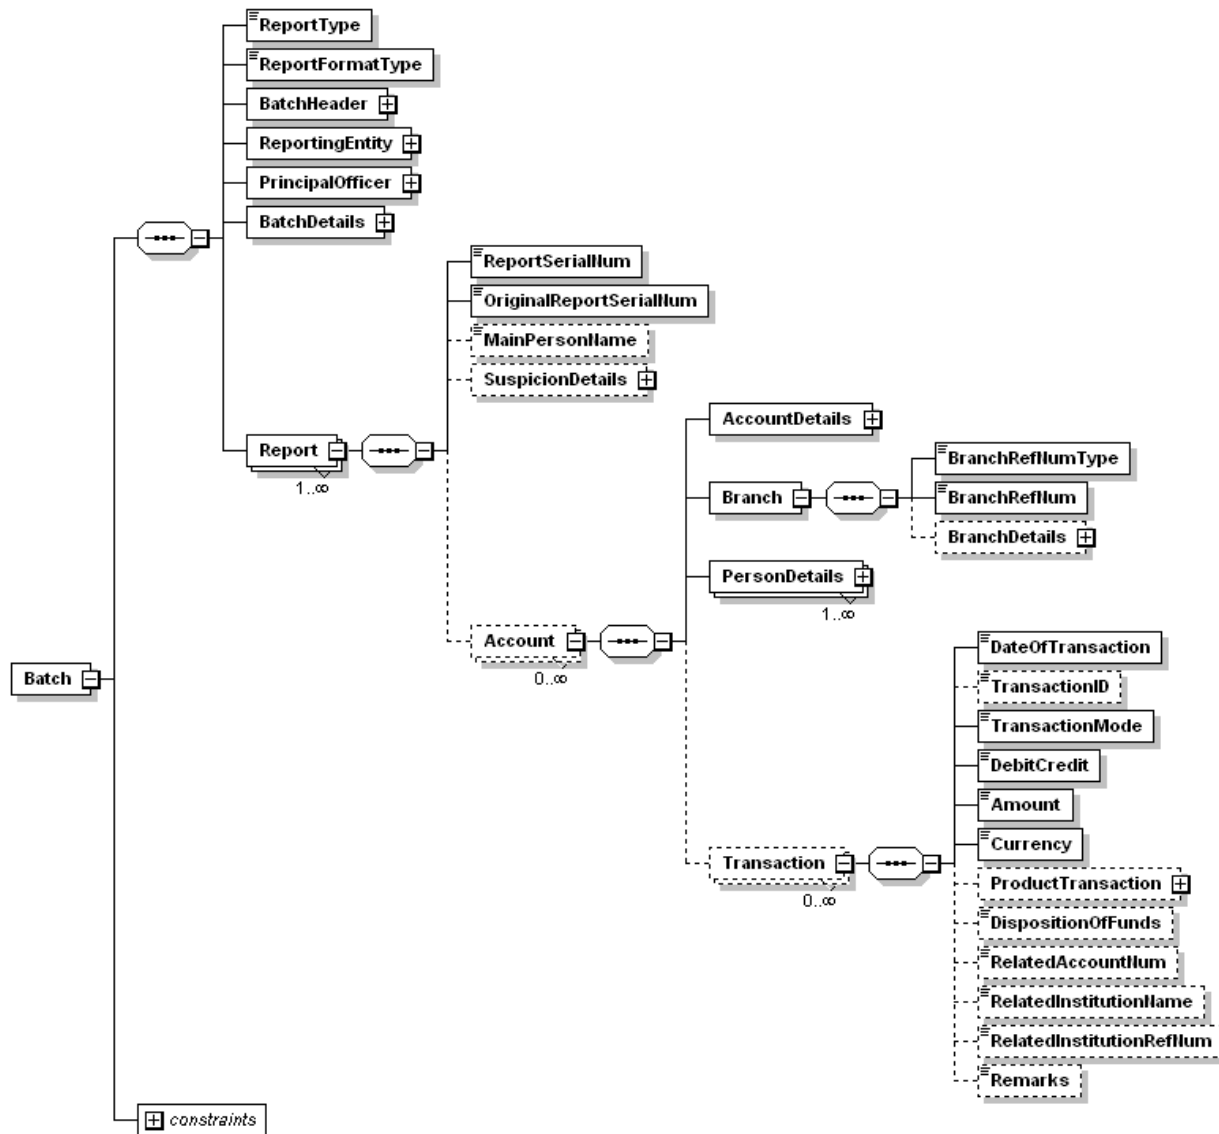 ReportType
ReportFormatType
BatchHeader
ReportingEntity
PrincipalOfficer
BatchDetails
ReportSerialNum
OriginalReportSerialNum
MainPersonName
SuspicionDetails
AccountDetails
Report
1..∞
BranchRefNumType
Branch
BranchRefNum
BranchDetails
PersonDetails
1..∞
Account
0..∞
Batch
DateOfTransaction
TransactionID
TransactionMode
DebitCredit
Amount
Currency
Transaction
0..∞
ProductTransaction
DispositionOfFunds
RelatedAccountNum
RelatedInstitutionName
RelatedInstitutionRefNum
Remarks
constraints